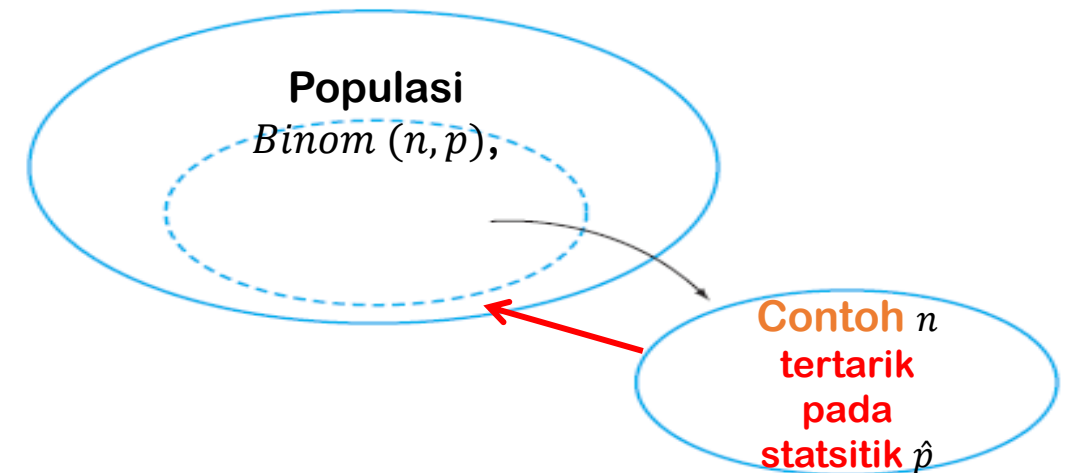 Populasi
Binom (n, p),
Contoh n
tertarik
pada
statsitik p̂